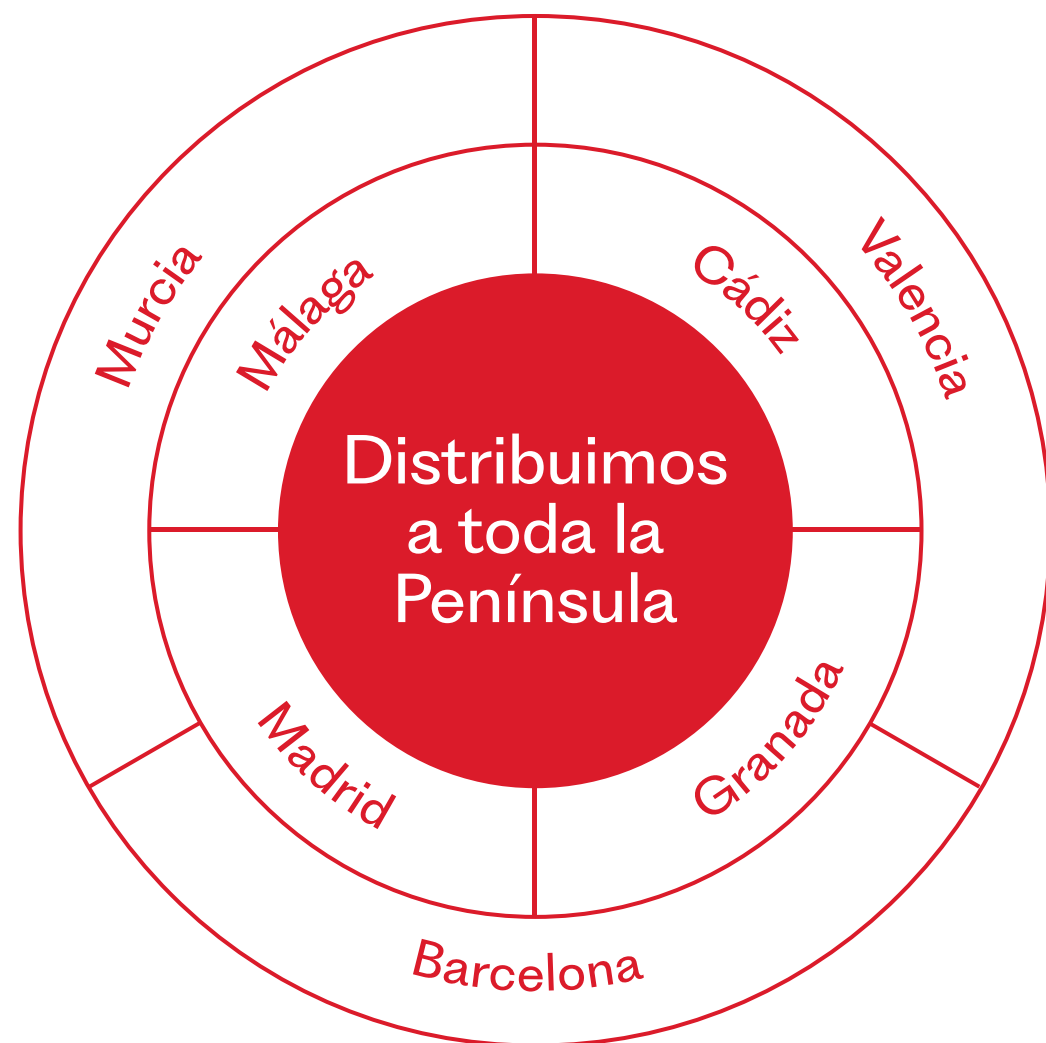 Murcia
Valencia
Málaga
Cádiz
Distribuimos
a toda la
Península
Madrid
Granada
Barcelona